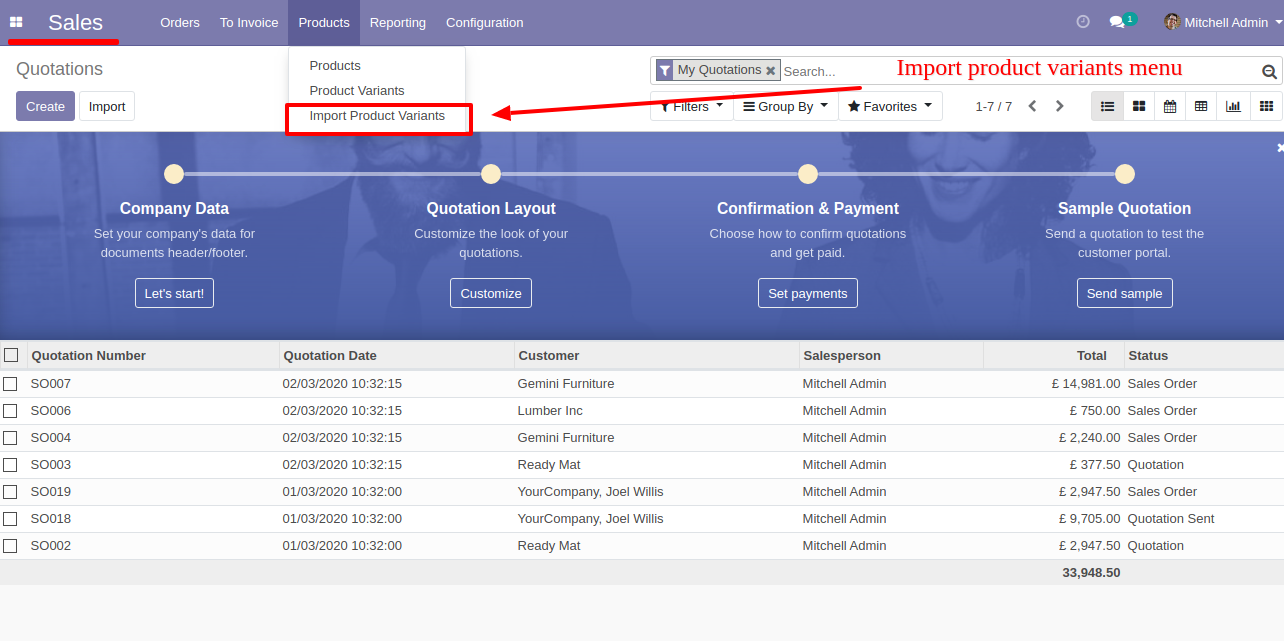 Sales Orders To Invoice Products Reporting Configuration 1 Mitchell Admin
Products
Product Variants
Import Product Variants
Quotations
My Quotations Search...
Import product variants menu
Create Import
Filters Group By Favorites 1-7 / 7
Company Data
Set your company's data for
documents header/footer.
Let's start!
Quotation Layout
Customize the look of your
quotations.
Customize
Confirmation & Payment
Choose how to confirm quotations
and get paid.
Set payments
Sample Quotation
Send a quotation to test the
customer portal.
Send sample
Quotation Number Quotation Date Customer Salesperson Total Status
SO007 02/03/2020 10:32:15 Gemini Furniture Mitchell Admin £ 14,981.00 Sales Order
SO006 02/03/2020 10:32:15 Lumber Inc Mitchell Admin £ 750.00 Sales Order
SO004 02/03/2020 10:32:15 Gemini Furniture Mitchell Admin £ 2,240.00 Sales Order
SO003 02/03/2020 10:32:15 Ready Mat Mitchell Admin £ 377.50 Quotation
SO019 01/03/2020 10:32:00 YourCompany, Joel Willis Mitchell Admin £ 2,947.50 Sales Order
SO018 01/03/2020 10:32:00 YourCompany, Joel Willis Mitchell Admin £ 9,705.00 Quotation Sent
SO002 01/03/2020 10:32:00 Ready Mat Mitchell Admin £ 2,947.50 Quotation
33,948.50